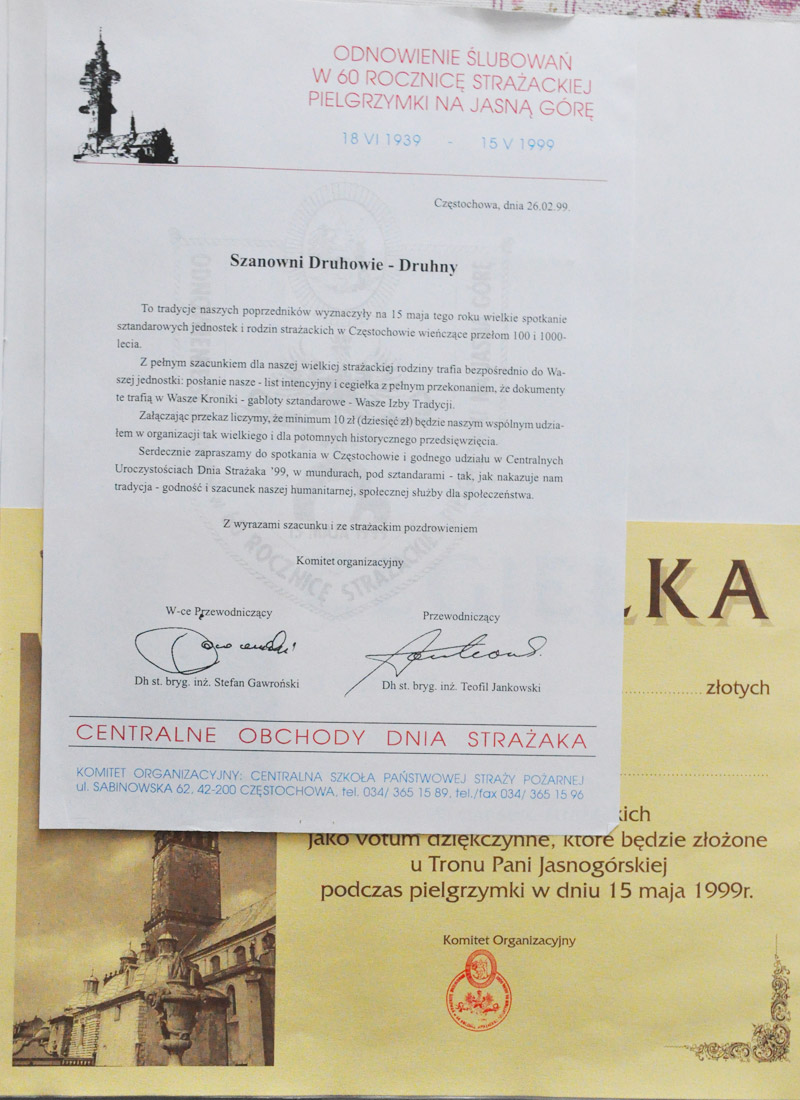 ODNOWIENIE ŚLUBOWAŃ
W 60 ROCZNICĘ STRAŻACKIEJ
PIELGRZYMKI NA JASNĄ GÓRĘ
18 VI 1939 - 15 V 1999
Częstochowa, dnia 26.02.99.
Szanowni Druhowie - Druhny
To tradycje naszych poprzedników wyznaczyły na 15 maja tego roku wielkie spotkanie
sztandarowych jednostek i rodzin strażackich w Częstochowie wieńczące przełom 100 i 1000-
lecia.
Z pełnym szacunkiem dla naszej wielkiej strażackiej rodziny trafia bezpośrednio do Wa-
szej jednostki: posłanie nasze - list intencyjny i cegiełka z pełnym przekonaniem, że dokumenty
te trafią w Wasze Kroniki - gabloty sztandarowe - Wasze Izby Tradycji.
Załączając przekaz liczymy, że minimum 10 zł (dziesięć zł) będzie naszym wspólnym udzia-
łem w organizacji tak wielkiego i dla potomnych historycznego przedsięwzięcia.
Serdecznie zapraszamy do spotkania w Częstochowie i godnego udziału w Centralnych
Uroczystościach Dnia Strażaka '99, w mundurach, pod sztandarami - tak, jak nakazuje nam
tradycja - godność i szacunek naszej humanitarnej, społecznej służby dla społeczeństwa.
Z wyrazami szacunku i ze strażackim pozdrowieniem
Komitet organizacyjny
W-ce Przewodniczący
Przewodniczący
Dh st. bryg. inż. Stefan Gawroński
Dh st. bryg. inż. Teofil Jankowski
CENTRALNE OBCHODY DNIA STRAŻAKA
KOMITET ORGANIZACYJNY: CENTRALNA SZKOŁA PAŃSTWOWEJ STRAŻY POŻARNEJ
ul. SABINOWSKA 62, 42-200 CZĘSTOCHOWA, tel. 034/ 365 15 89, tel./fax 034/ 365 15 96
ŁKA
złotych
kich
jako votum dziękczynne, które będzie złożone
u Tronu Pani Jasnogórskiej
podczas pielgrzymki w dniu 15 maja 1999r.
Komitet Organizacyjny